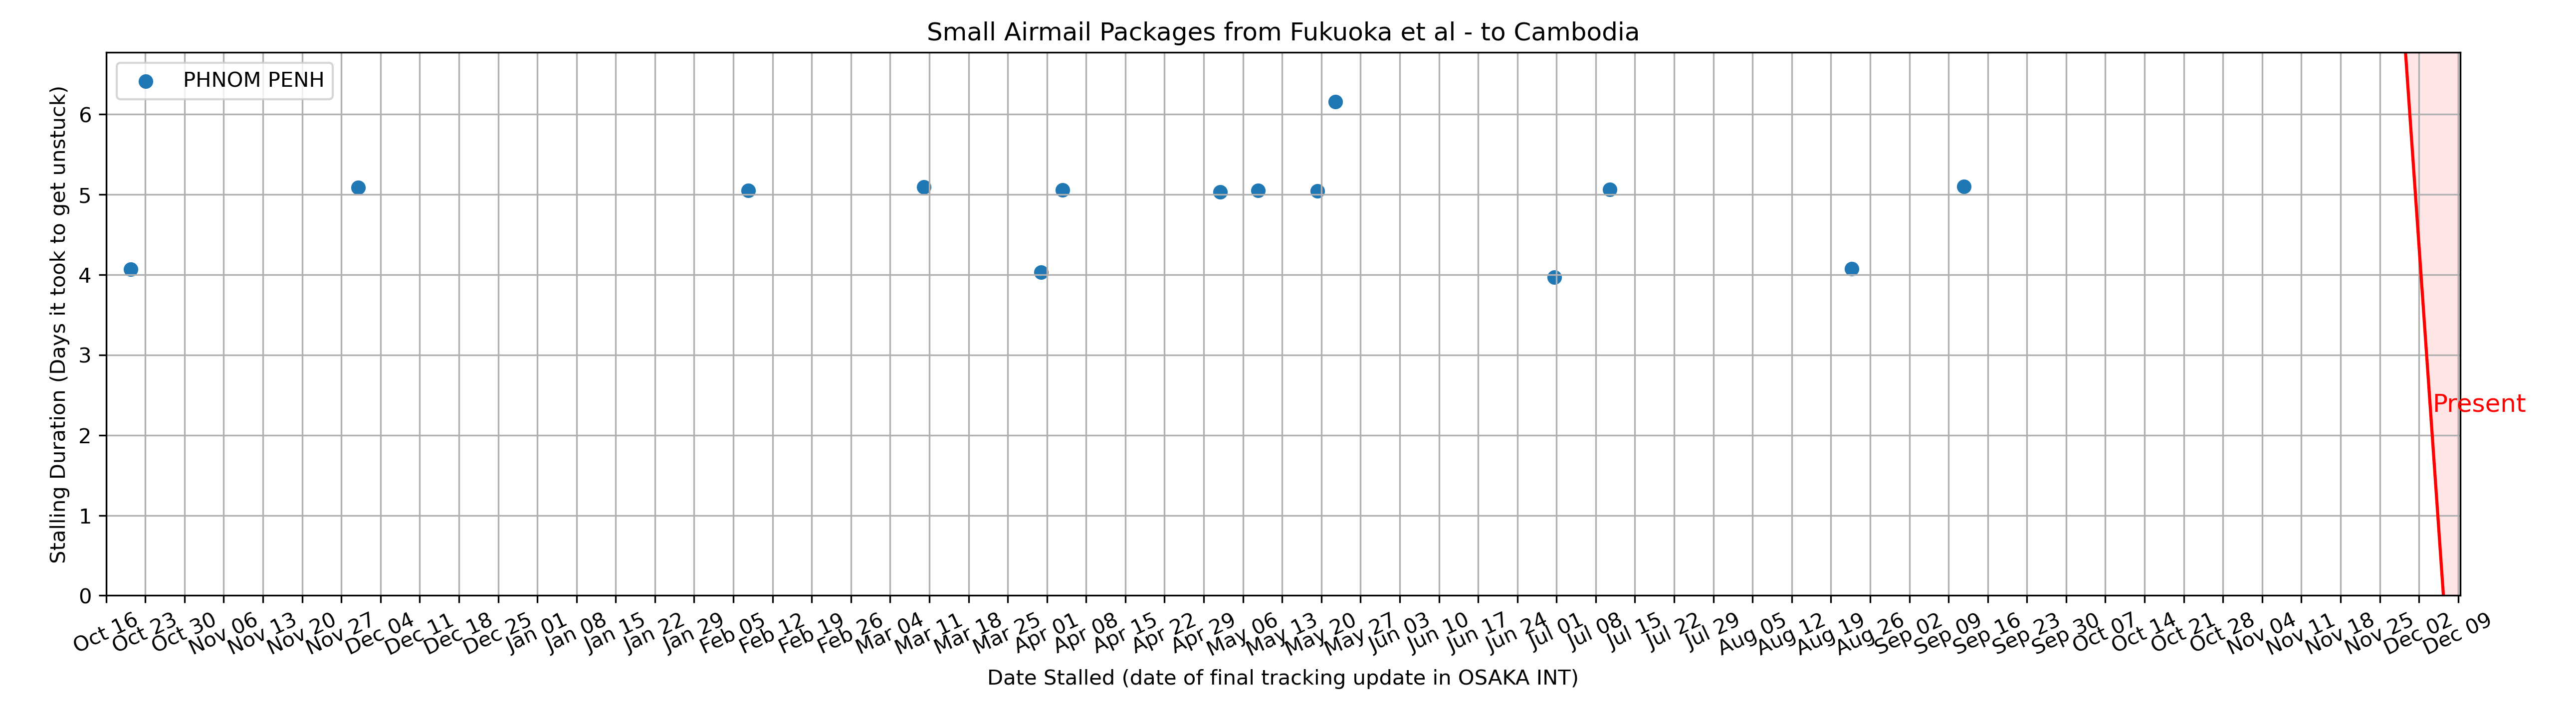 Small Airmail Packages from Fukuoka et al - to Cambodia
PHNOM PENH
Stalling Duration (Days it took to get unstuck)
6
5
4
3
2
1
0
Present
Oct 16
Oct 23
Oct 30
Nov 06
Nov 13
Nov 20
Nov 27
Dec 04
Dec 11
Dec 18
Dec 25
Jan 01
Jan 08
Jan 15
Jan 22
Jan 29
Feb 05
Feb 12
Feb 19
Feb 26
Mar 04
Mar 11
Mar 18
Mar 25
Apr 01
Apr 08
Apr 15
Apr 22
Apr 29
May 06
May 13
May 20
May 27
Jun 03
Jun 10
Jun 17
Jun 24
Jul 01
Jul 08
Jul 15
Jul 22
Jul 29
Aug 05
Aug 12
Aug 19
Aug 26
Sep 02
Sep 09
Sep 16
Sep 23
Sep 30
Oct 07
Oct 14
Oct 21
Oct 28
Nov 04
Nov 11
Nov 18
Nov 25
Dec 02
Dec 09
Date Stalled (date of final tracking update in OSAKA INT)